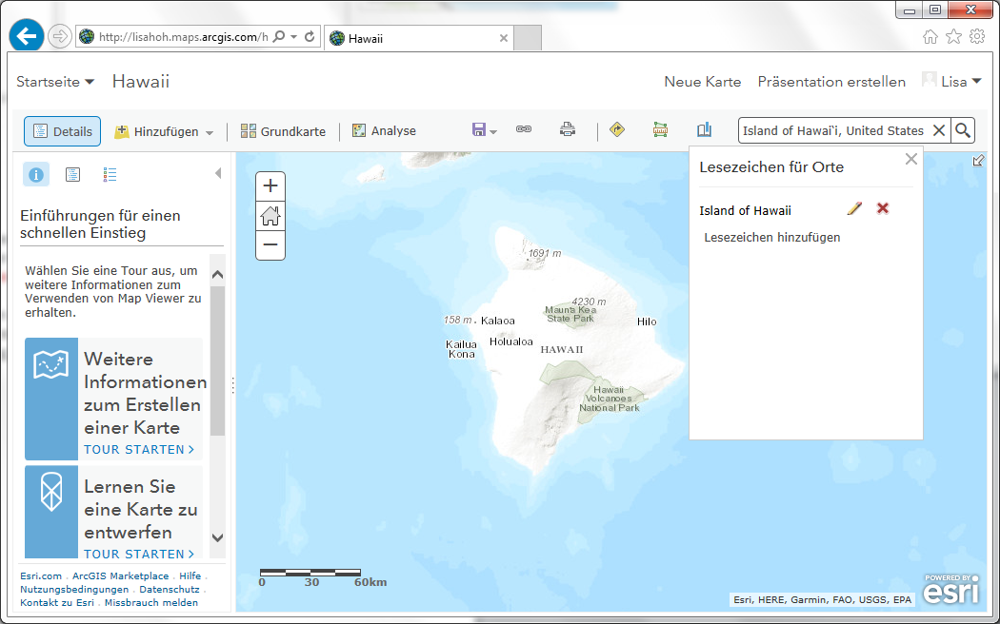 http://lisahoh.maps.arcgis.com/h
Hawaii
Startseite
Hawaii
Neue Karte
Präsentation erstellen
Lisa
Details
Hinzufügen
Grundkarte
Analyse
Island of Hawai`i, United States
Einführungen für einen
schnellen Einstieg
Wählen Sie eine Tour aus, um
weitere Informationen zum
Verwenden von Map Viewer zu
erhalten.
Weitere
Informationen
zum Erstellen
einer Karte
TOUR STARTEN >
Lernen Sie
eine Karte zu
entwerfen
TOUR STARTEN >
Esri.com . ArcGIS Marketplace . Hilfe .
Nutzungsbedingungen . Datenschutz .
Kontakt zu Esri . Missbrauch melden
1691 m
4230 m
Mauna Kea
State Park
158 m
Kalaoa
Hilo
Kailua
Kona
Holualoa
HAWAII
Hawaii
Volcanoes
National Park
0 30 60km
Lesezeichen für Orte
Island of Hawaii
Lesezeichen hinzufügen
Esri, HERE, Garmin, FAO, USGS, EPA
POWERED BY
esri